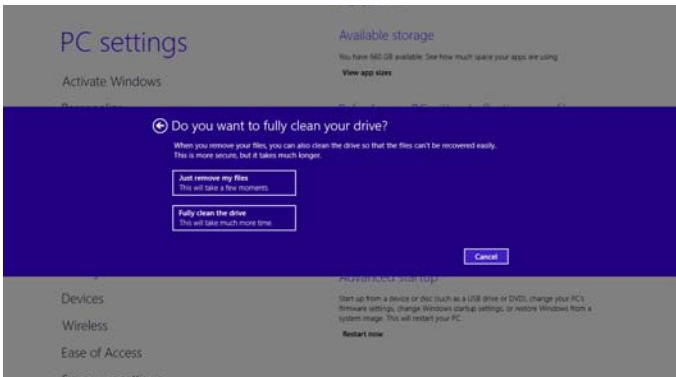 PC settings
Activate Windows
Available storage
You have 660 GB available. See how much space your apps are using.
View app sizes
Do you want to fully clean your drive?
When you remove your files, you can also clean the drive so that the files can't be recovered easily.
This is more secure, but it takes much longer.
Just remove my files
This will take a few moments.
Fully clean the drive
This will take much more time.
Cancel
Devices
Wireless
Ease of Access
Advanced startup
Start up from a device or disc (such as a USB drive or DVD), change your PC's
firmware settings, change Windows startup settings, or restore Windows from a
system image. This will restart your PC.
Restart now